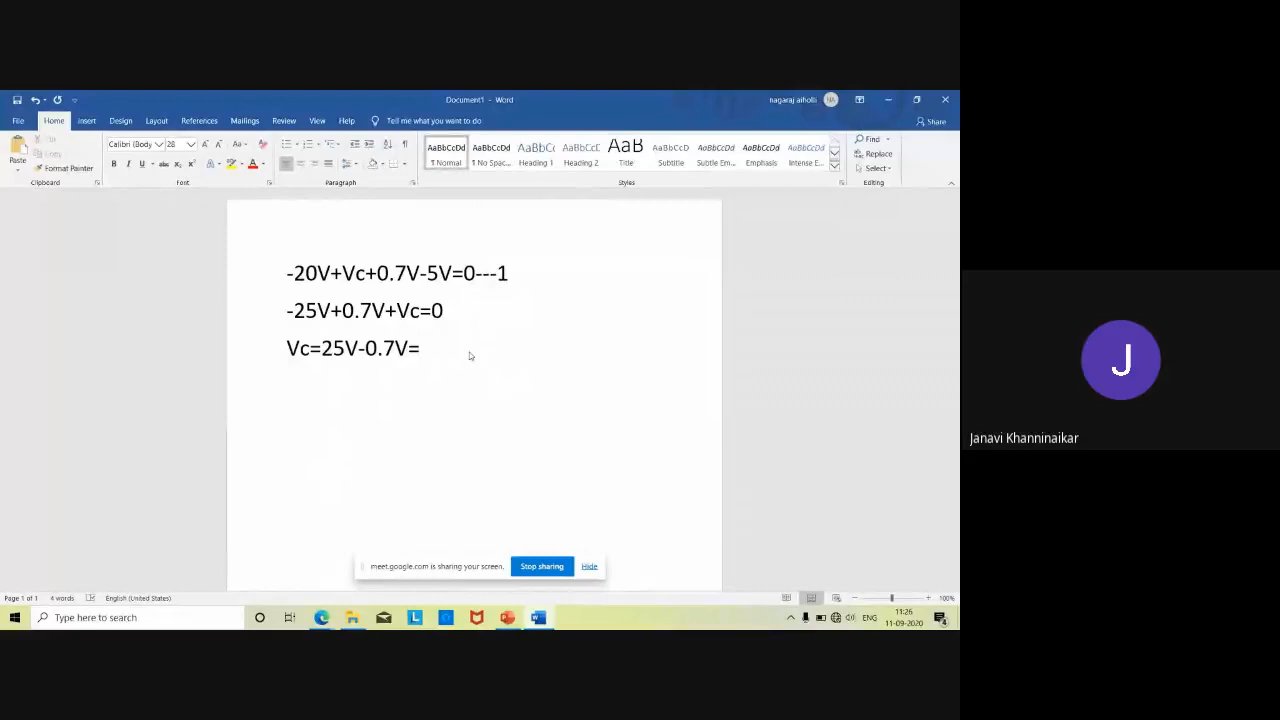 Document1 - Word
nagaraj aiholli
NA
File Home Insert Design Layout References Mailings Review View Help Tell me what you want to do
Share
Paste
Cut
Copy
Format Painter
Clipboard
Calibri (Body 28
Font
Paragraph
AaBbCcDd AaBbCcDd AaBbC( AaBbCcE AaB AaBbCcD AaBbCcDd AaBbCcDd AaBbCcDd
¶ Normal ¶ No Spac... Heading 1 Heading 2 Title Subtitle Subtle Em... Emphasis Intense E...
Styles
Find
Replace
Select
Editing
-20V+Vc+0.7V-5V=0---1
-25V+0.7V+Vc=0
Vc=25V-0.7V=
J
Janavi Khanninaikar
meet.google.com is sharing your screen. Stop sharing Hide
Page 1 of 1 4 words English (United States) 100%
Type here to search
ENG
11:26
11-09-2020